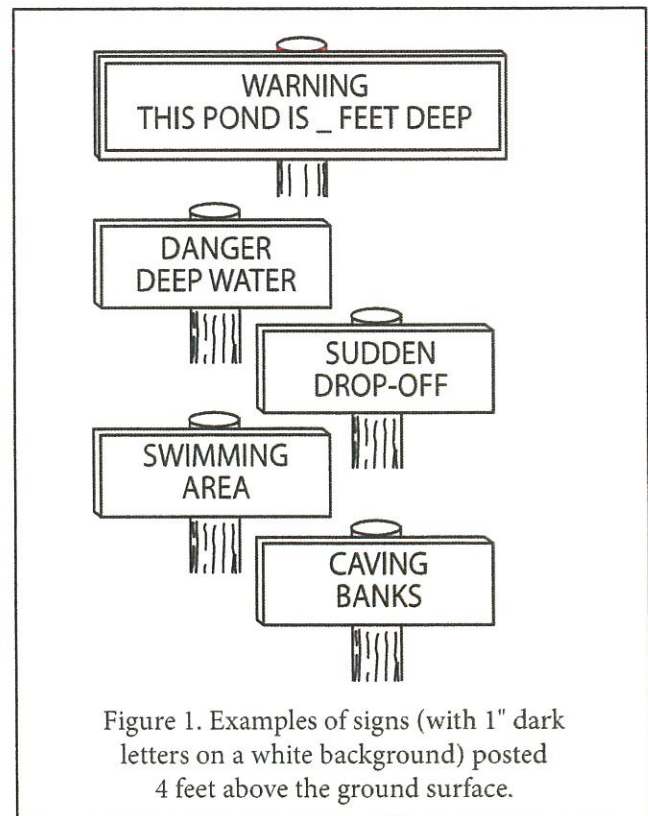 WARNING
THIS POND IS _ FEET DEEP
DANGER
DEEP WATER
SUDDEN
DROP-OFF
SWIMMING
AREA
CAVING
BANKS
Figure 1. Examples of signs (with 1" dark
letters on a white background) posted
4 feet above the ground surface.